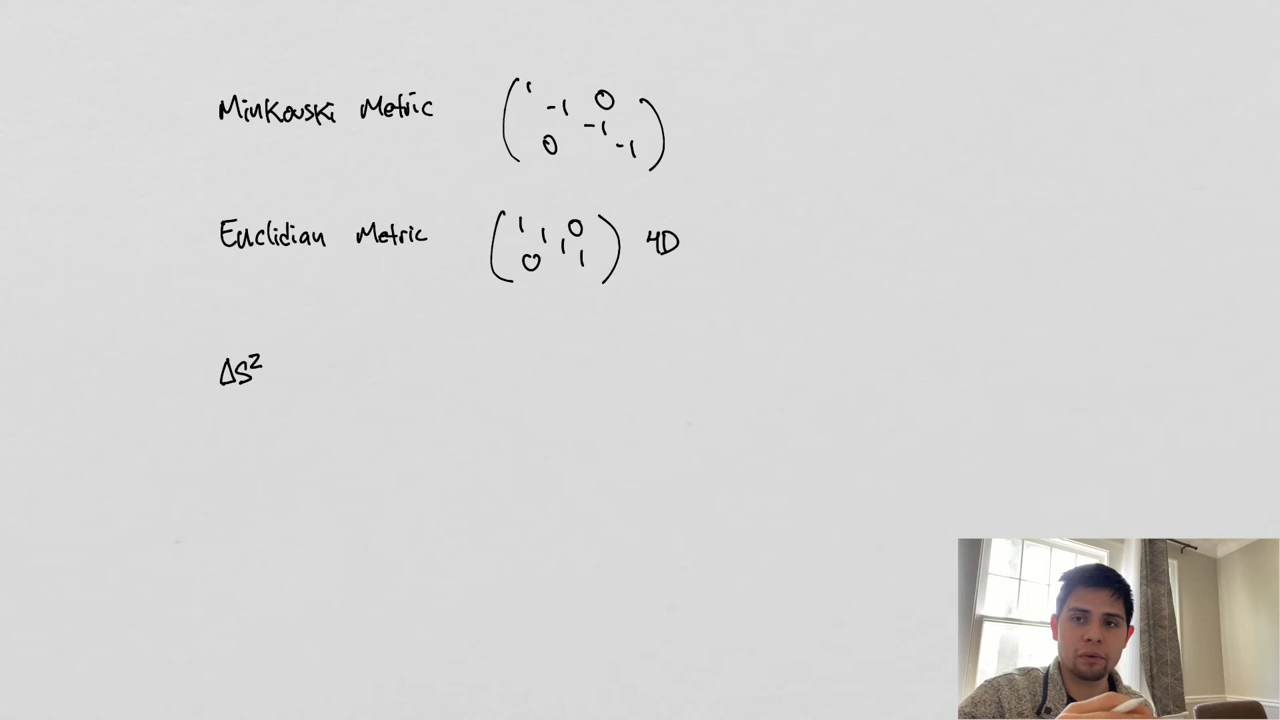 Minkowski Metric ( 1 -1 0 -1 0 -1 )
Euclidian Metric ( 1 1 0 1 0 1 ) 4D
ΔS²